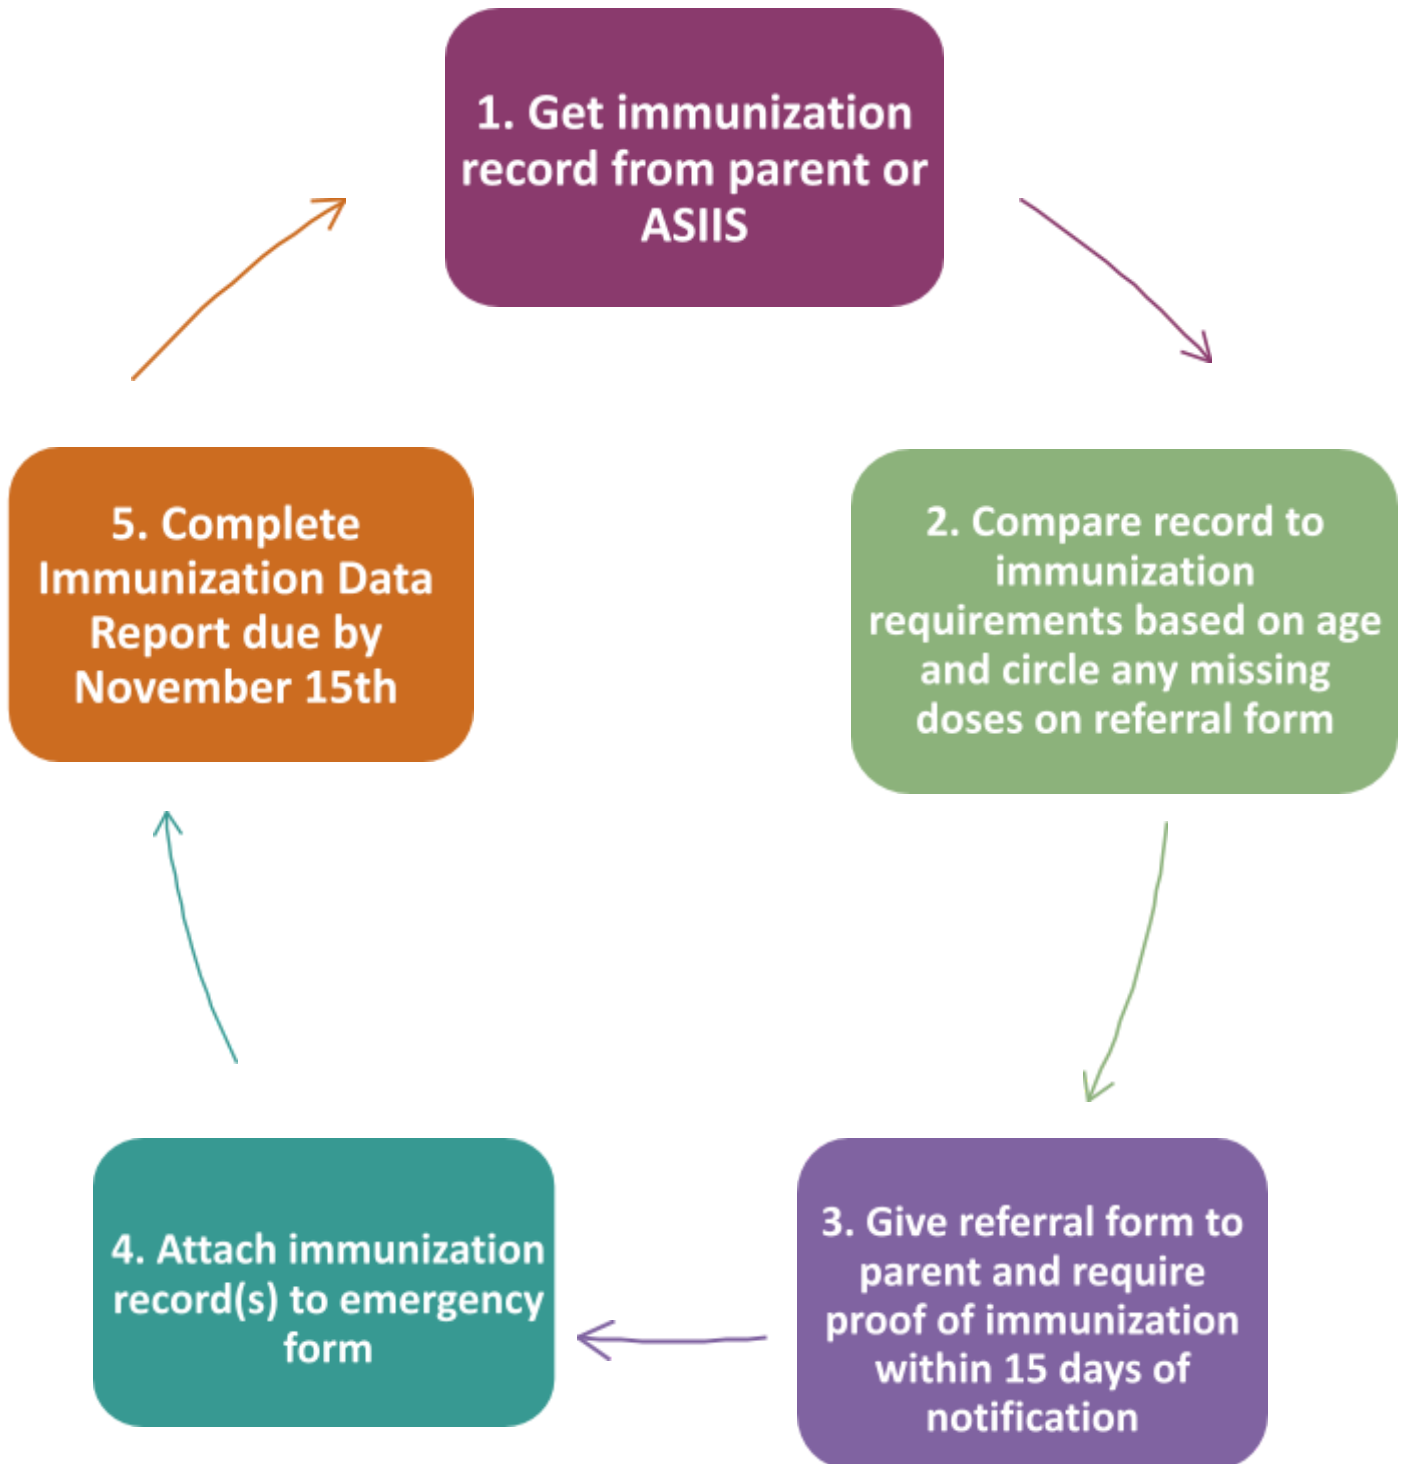 1. Get immunization
record from parent or
ASIIS
2. Compare record to
immunization
requirements based on age
and circle any missing
doses on referral form
3. Give referral form to
parent and require
proof of immunization
within 15 days of
notification
4. Attach immunization
record(s) to emergency
form
5. Complete
Immunization Data
Report due by
November 15th